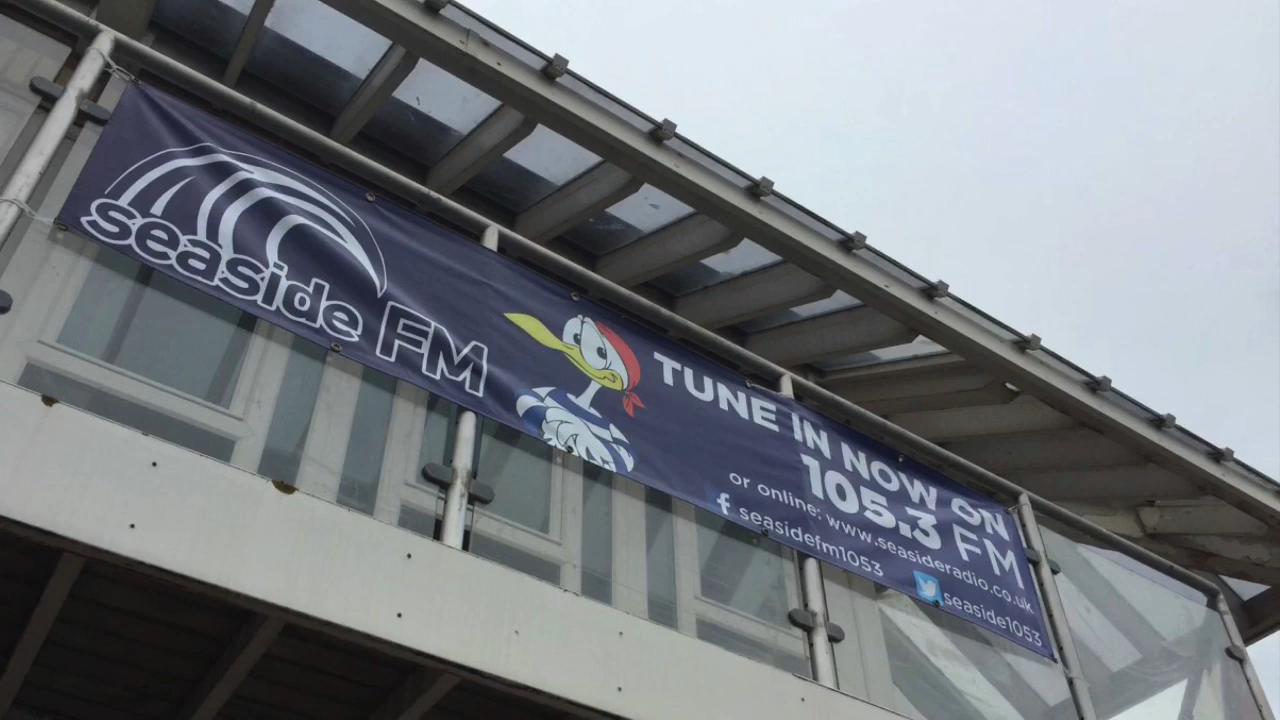 seaside FM
TUNE IN NOW ON
105.3 FM
or online: www.seasideradio.co.uk
f seasidefm1053
seaside1053